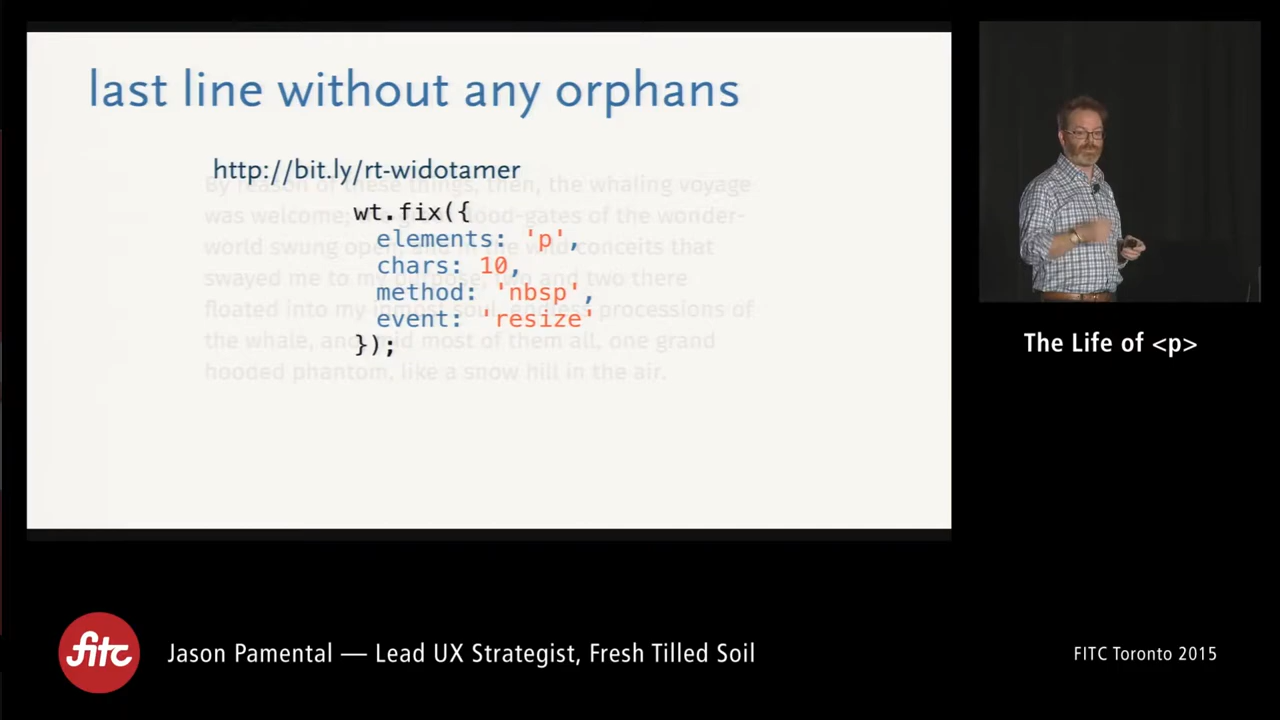 last line without any orphans
http://bit.ly/rt-widotamer
By reason of these things, then, the whaling voyage
was welcome; the great flood-gates of the wonder-
world swung open, and in the wild conceits that
swayed me to my purpose, two and two there
floated into my inmost soul, endless processions of
the whale, and, mid most of them all, one grand
hooded phantom, like a snow hill in the air.
wt.fix({
elements: 'p',
chars: 10,
method: 'nbsp',
event: 'resize'
});
The Life of <p>
fitc
Jason Pamental — Lead UX Strategist, Fresh Tilled Soil
FITC Toronto 2015